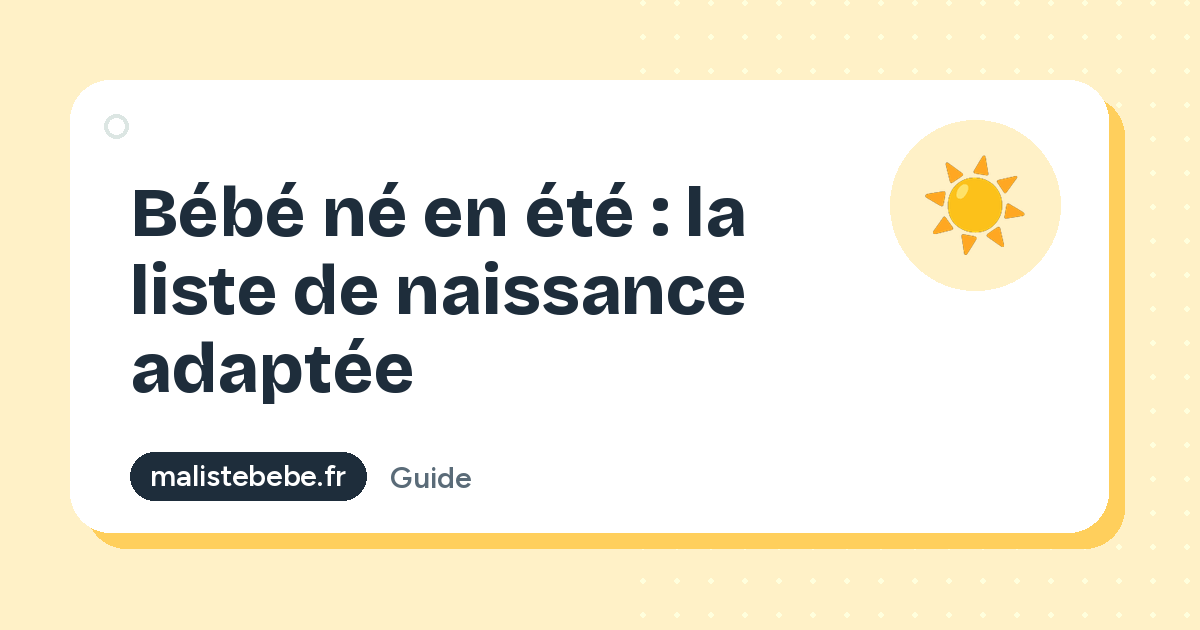 Bébé né en été : la
liste de naissance
adaptée
malistebebe.fr
Guide